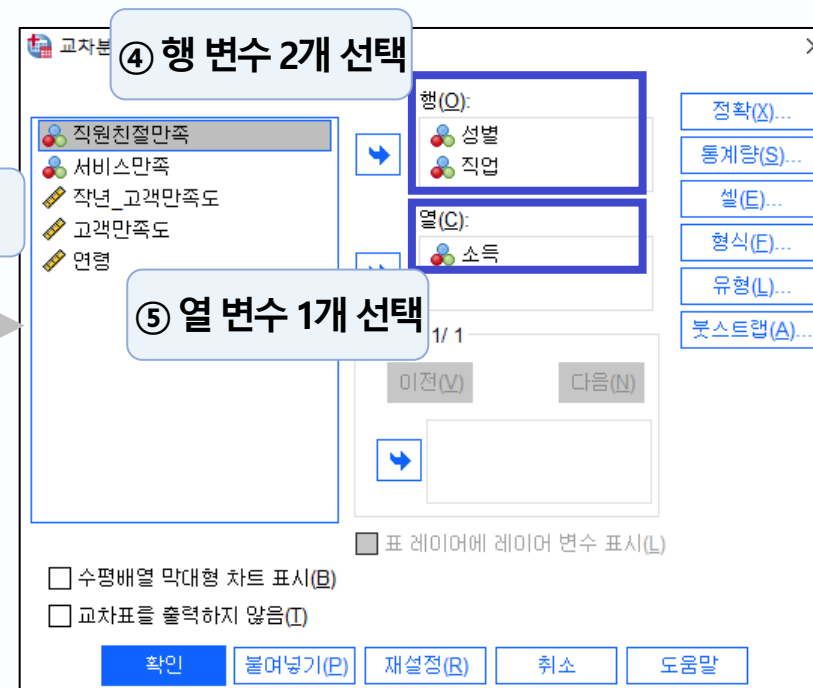 교차분
④ 행 변수 2개 선택
행(O):
직원친절만족
서비스만족
작년_고객만족도
고객만족도
연령
성별
직업
열(C):
소득
⑤ 열 변수 1개 선택
1/ 1
이전(V)
다음(N)
정확(X)...
통계량(S)...
셀(E)...
형식(F)...
유형(L)...
붓스트랩(A)...
표 레이어에 레이어 변수 표시(L)
수평배열 막대형 차트 표시(B)
교차표를 출력하지 않음(T)
확인
붙여넣기(P)
재설정(R)
취소
도움말